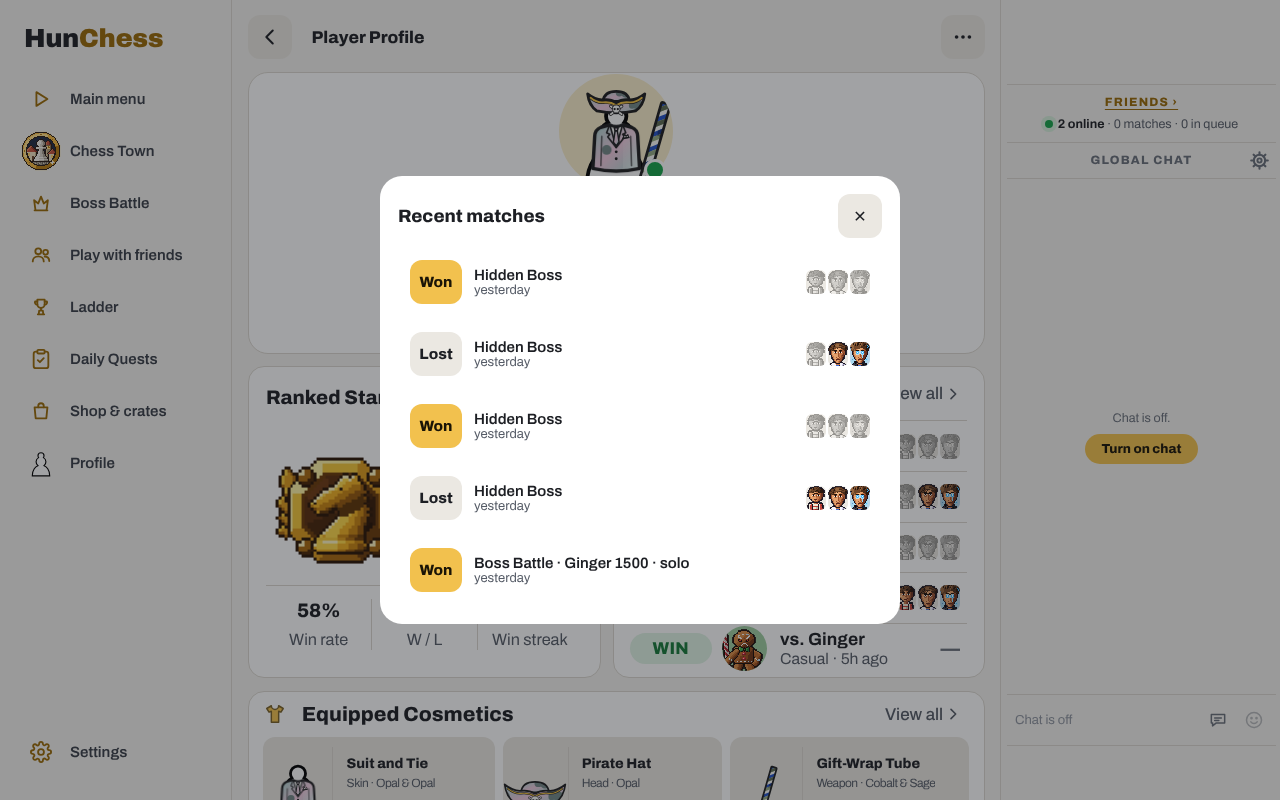 HunChess
Main menu
Chess Town
Boss Battle
Play with friends
Ladder
Daily Quests
Shop & crates
Profile
Settings
Player Profile
Recent matches
Won
Hidden Boss
yesterday
Lost
Hidden Boss
yesterday
Won
Hidden Boss
yesterday
Lost
Hidden Boss
yesterday
Won
Boss Battle · Ginger 1500 · solo
yesterday
Ranked
all
58%
Win rate
W / L
Win streak
WIN
vs. Ginger
Casual · 5h ago
Equipped Cosmetics
View all
Suit and Tie
Skin · Opal & Opal
Pirate Hat
Head · Opal
Gift-Wrap Tube
Weapon · Cobalt & Sage
FRIENDS ›
2 online · 0 matches · 0 in queue
GLOBAL CHAT
Chat is off.
Turn on chat
Chat is off